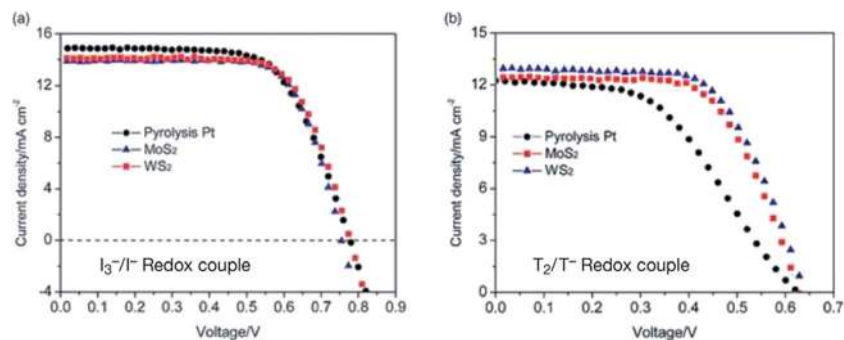 (a)
16
12
8
4
0
-4
Current density/mA cm⁻²
Pyrolysis Pt
MoS₂
WS₂
I₃⁻/I⁻ Redox couple
0.0 0.1 0.2 0.3 0.4 0.5 0.6 0.7 0.8 0.9
Voltage/V
(b)
15
12
9
6
3
0
Current density/mA cm⁻²
Pyrolysis Pt
MoS₂
WS₂
T₂/T⁻ Redox couple
0.0 0.1 0.2 0.3 0.4 0.5 0.6 0.7
Voltage/V